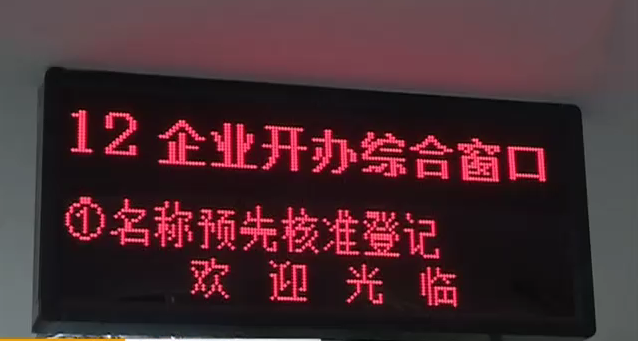 12 企业开办综合窗口
①名称预先核准登记
欢迎光临